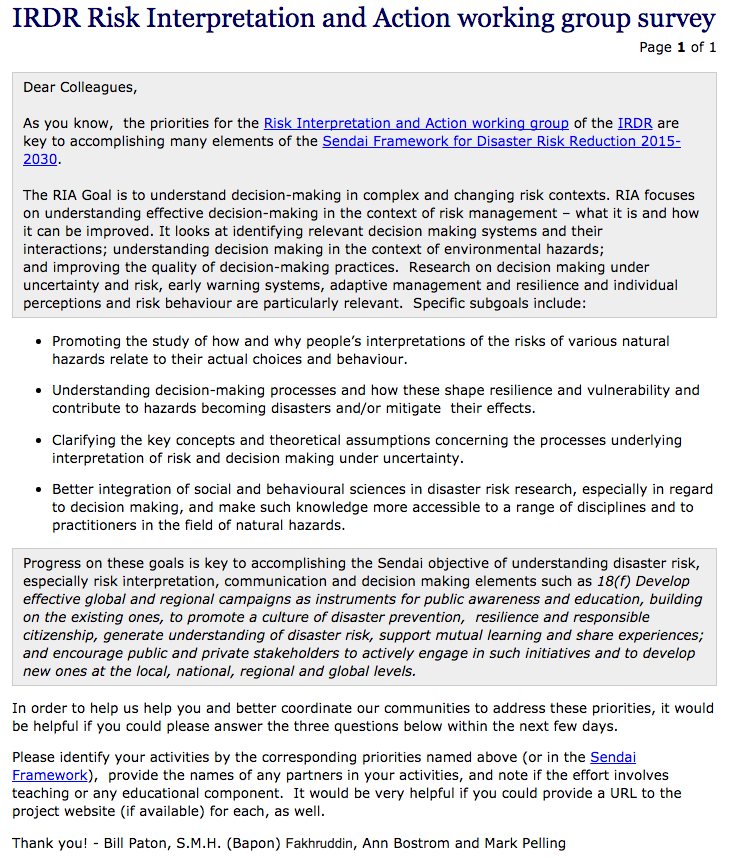 IRDR Risk Interpretation and Action working group survey
Page 1 of 1
Dear Colleagues,
As you know,  the priorities for the Risk Interpretation and Action working group of the IRDR are
key to accomplishing many elements of the Sendai Framework for Disaster Risk Reduction 2015-
2030.
The RIA Goal is to understand decision-making in complex and changing risk contexts. RIA focuses
on understanding effective decision-making in the context of risk management – what it is and how
it can be improved. It looks at identifying relevant decision making systems and their
interactions; understanding decision making in the context of environmental hazards;
and improving the quality of decision-making practices.  Research on decision making under
uncertainty and risk, early warning systems, adaptive management and resilience and individual
perceptions and risk behaviour are particularly relevant.  Specific subgoals include:
• Promoting the study of how and why people’s interpretations of the risks of various natural
hazards relate to their actual choices and behaviour.
• Understanding decision-making processes and how these shape resilience and vulnerability and
contribute to hazards becoming disasters and/or mitigate  their effects.
• Clarifying the key concepts and theoretical assumptions concerning the processes underlying
interpretation of risk and decision making under uncertainty.
• Better integration of social and behavioural sciences in disaster risk research, especially in regard
to decision making, and make such knowledge more accessible to a range of disciplines and to
practitioners in the field of natural hazards.
Progress on these goals is key to accomplishing the Sendai objective of understanding disaster risk,
especially risk interpretation, communication and decision making elements such as 18(f) Develop
effective global and regional campaigns as instruments for public awareness and education, building
on the existing ones, to promote a culture of disaster prevention,  resilience and responsible
citizenship, generate understanding of disaster risk, support mutual learning and share experiences;
and encourage public and private stakeholders to actively engage in such initiatives and to develop
new ones at the local, national, regional and global levels.
In order to help us help you and better coordinate our communities to address these priorities, it would
be helpful if you could please answer the three questions below within the next few days.
Please identify your activities by the corresponding priorities named above (or in the Sendai
Framework),  provide the names of any partners in your activities, and note if the effort involves
teaching or any educational component.  It would be very helpful if you could provide a URL to the
project website (if available) for each, as well.
Thank you! - Bill Paton, S.M.H. (Bapon) Fakhruddin, Ann Bostrom and Mark Pelling